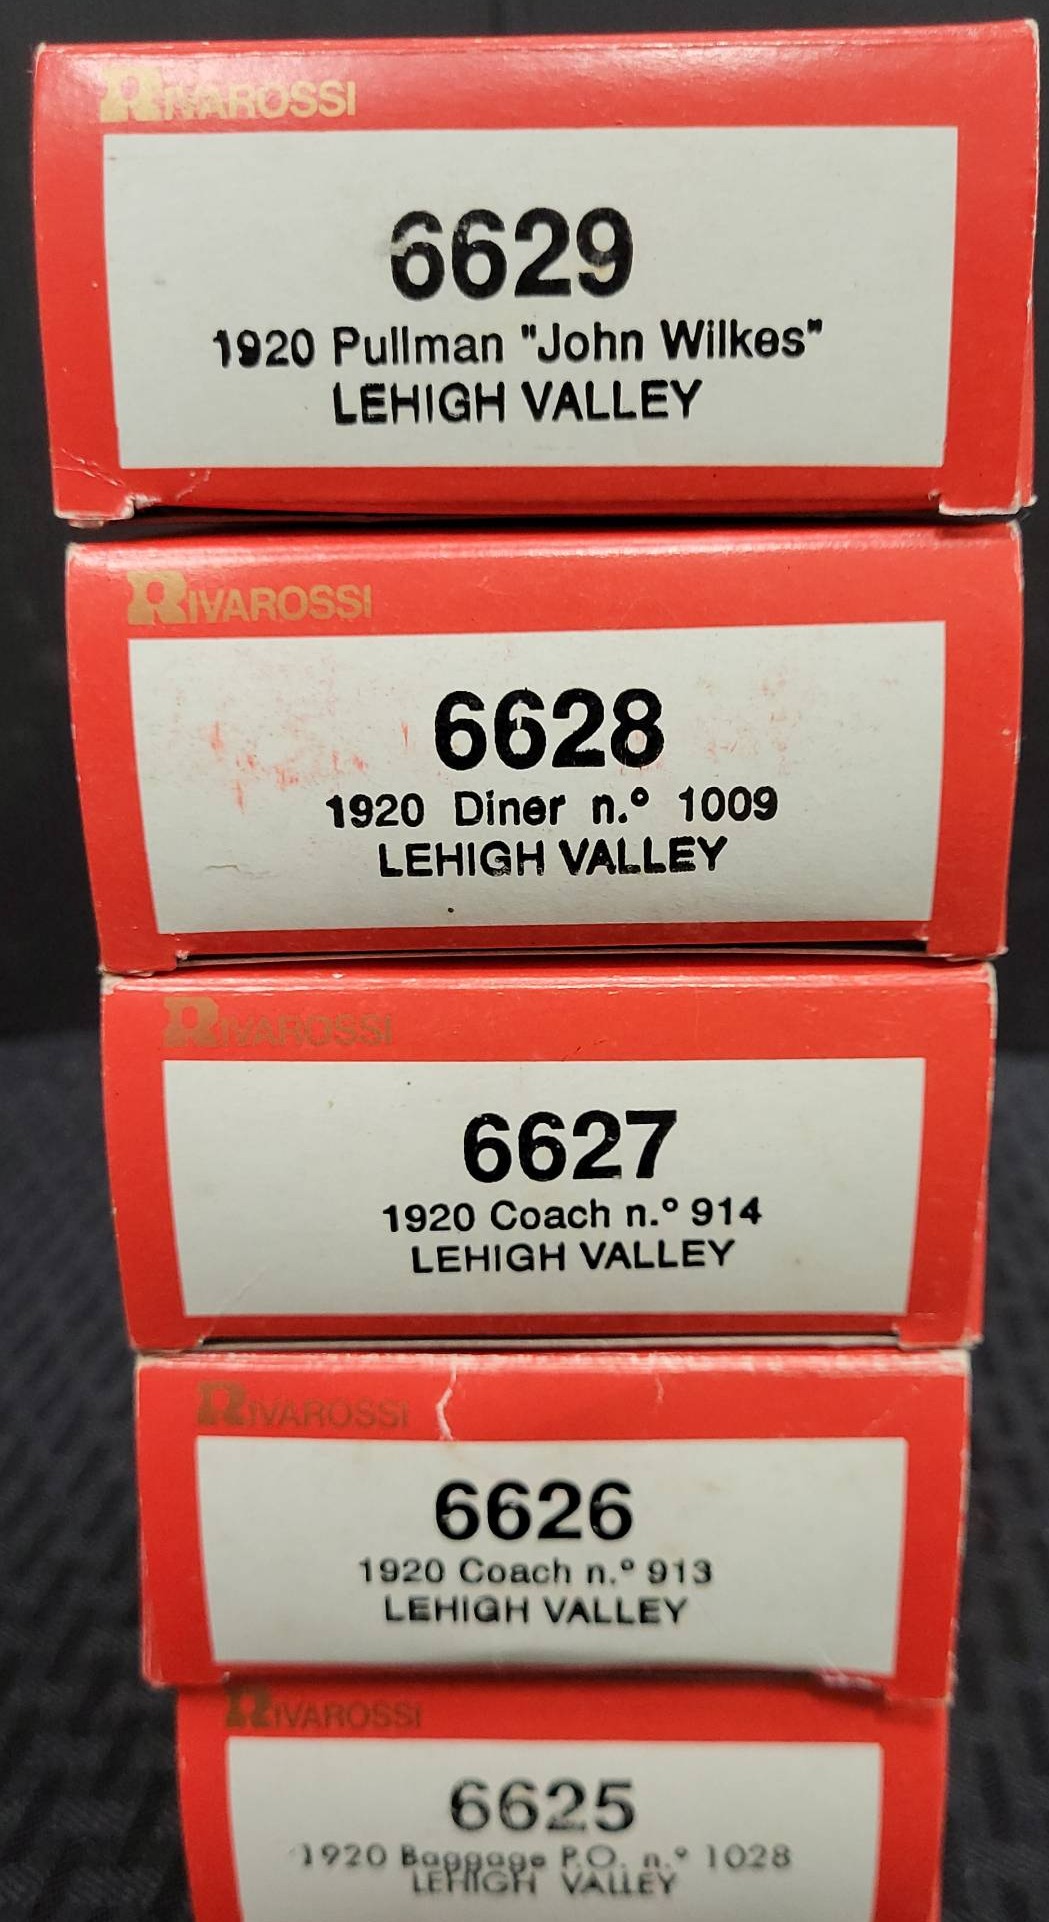 RIVAROSSI
6629
1920 Pullman "John Wilkes"
LEHIGH VALLEY
RIVAROSSI
6628
1920 Diner n.º 1009
LEHIGH VALLEY
RIVAROSSI
6627
1920 Coach n.º 914
LEHIGH VALLEY
RIVAROSSI
6626
1920 Coach n.º 913
LEHIGH VALLEY
RIVAROSSI
6625
1920 Baggage P.O. n.º 1028
LEHIGH VALLEY